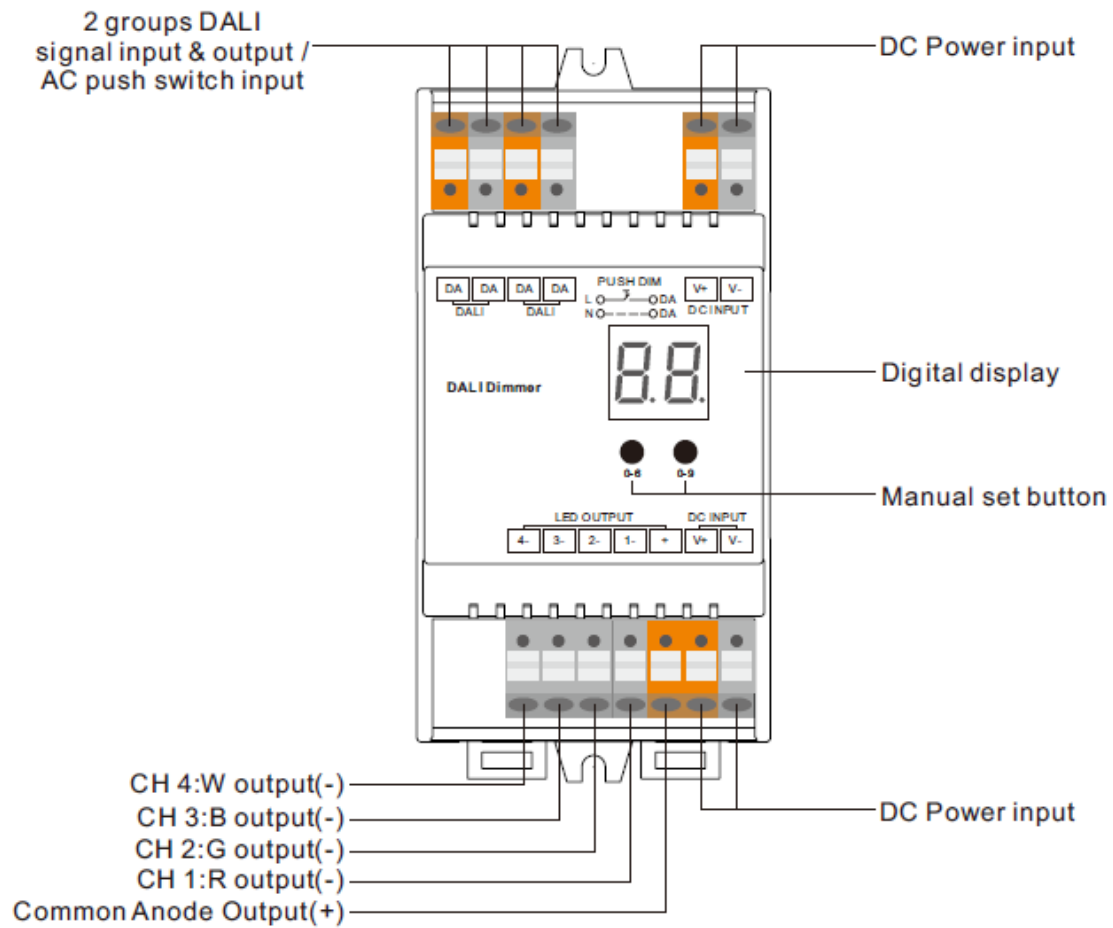 2 groups DALI
signal input & output /
AC push switch input
DC Power input
DA DA DA DA
DALI DALI
PUSH DIM
L DA
N DA
V+ V-
DC INPUT
88
Digital display
DALI Dimmer
0-6 0-9
Manual set button
LED OUTPUT DC INPUT
4- 3- 2- 1- + V+ V-
CH 4:W output(-)
CH 3:B output(-)
CH 2:G output(-)
CH 1:R output(-)
Common Anode Output(+)
DC Power input